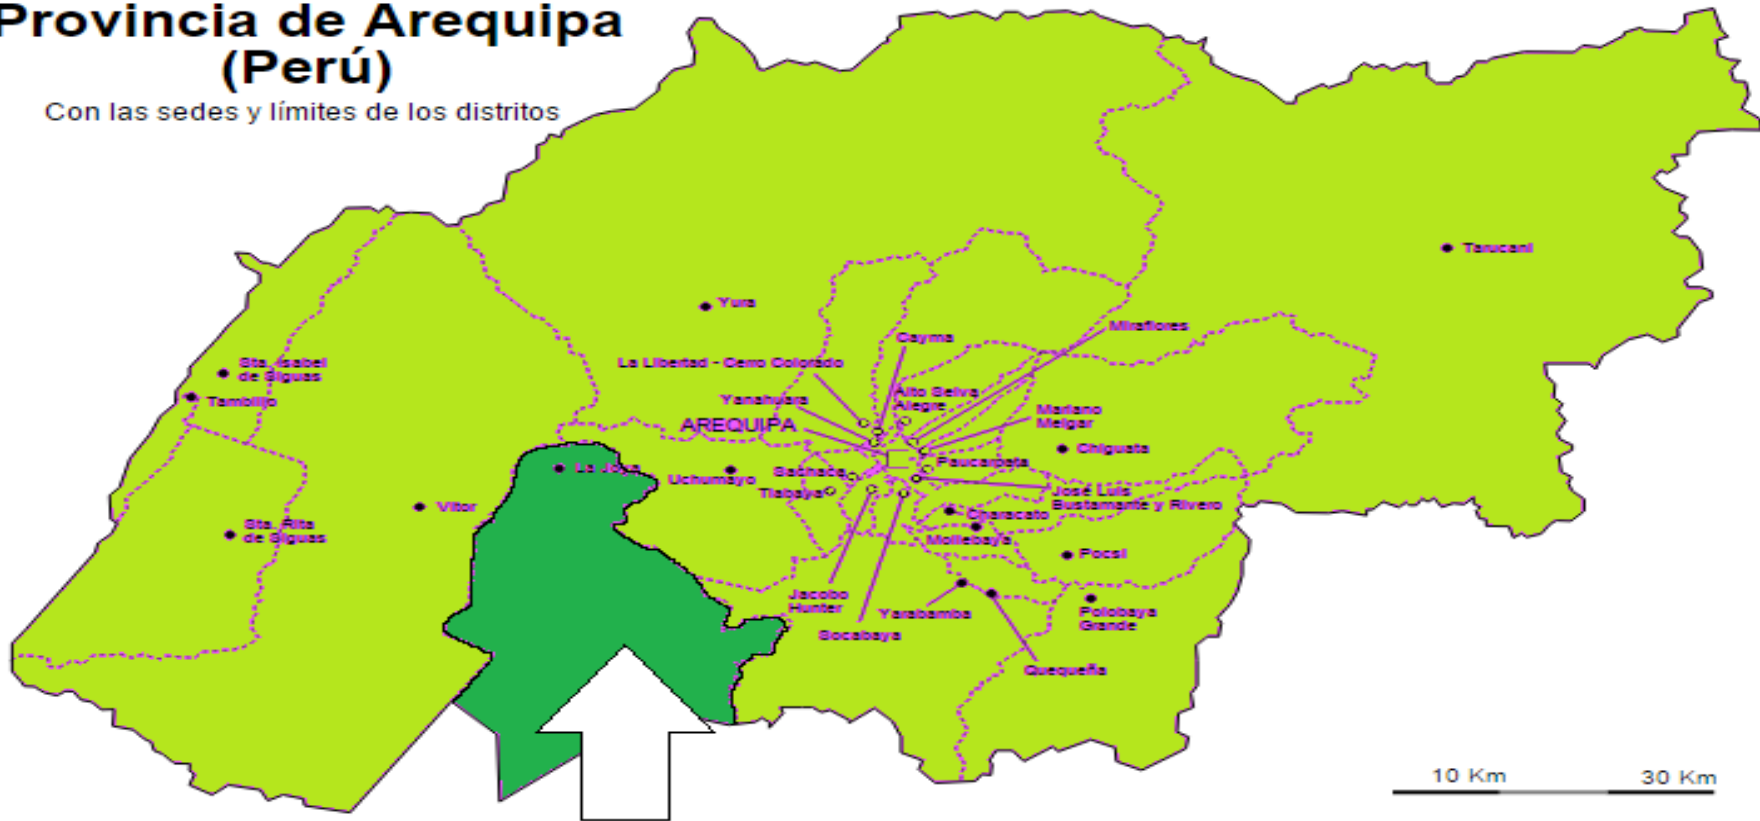 Provincia de Arequipa
(Perú)
Con las sedes y límites de los distritos
Tarucani
Yura
Miraflores
Cayma
La Libertad - Cerro Colorado
Sta. Isabel
de Siguas
Tambillo
Yanahuara
Alto Selva
Alegre
AREQUIPA
Mariano
Melgar
Chiguata
La Joya
Uchumayo
Sachaca
Paucarpata
Tiabaya
José Luis
Bustamante y Rivero
Vitor
Characato
Sta. Rita
de Siguas
Mollebaya
Pocsi
Jacobo
Hunter
Yarabamba
Polobaya
Grande
Socabaya
Quequeña
10 Km
30 Km